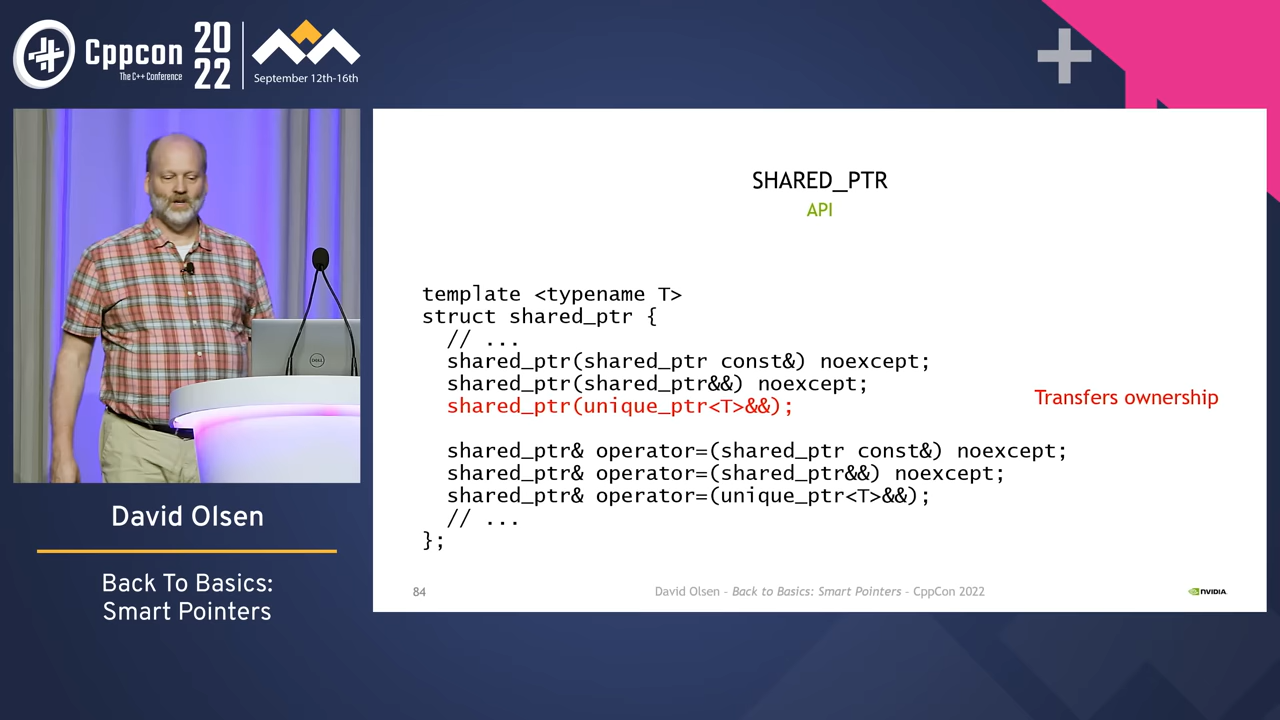 Cppcon
The C++ Conference
20
22
September 12th-16th
SHARED_PTR
API
template <typename T>
struct shared_ptr {
// ...
shared_ptr(shared_ptr const&) noexcept;
shared_ptr(shared_ptr&&) noexcept;
shared_ptr(unique_ptr<T>&&);
Transfers ownership
shared_ptr& operator=(shared_ptr const&) noexcept;
shared_ptr& operator=(shared_ptr&&) noexcept;
shared_ptr& operator=(unique_ptr<T>&&);
// ...
};
84
David Olsen - Back to Basics: Smart Pointers - CppCon 2022
NVIDIA
DELL
David Olsen
Back To Basics:
Smart Pointers